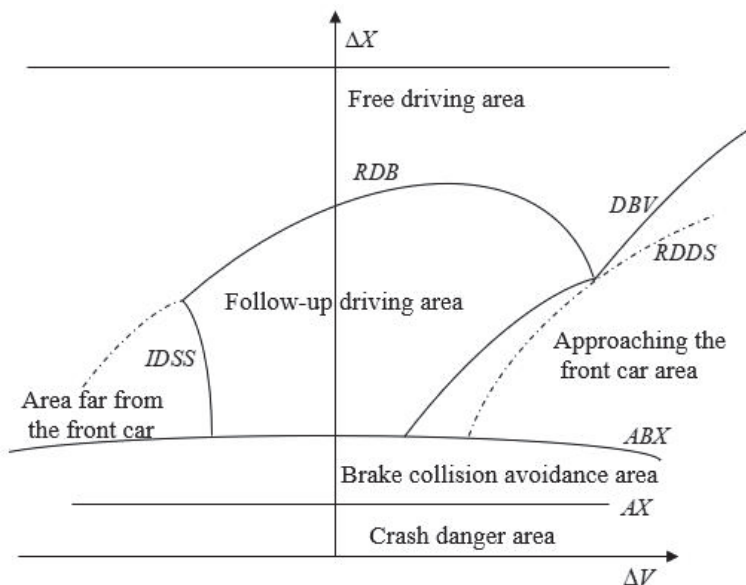 ΔX
Free driving area
RDB
DBV
RDDS
Follow-up driving area
IDSS
Approaching the
front car area
Area far from
the front car
ABX
Brake collision avoidance area
AX
Crash danger area
ΔV